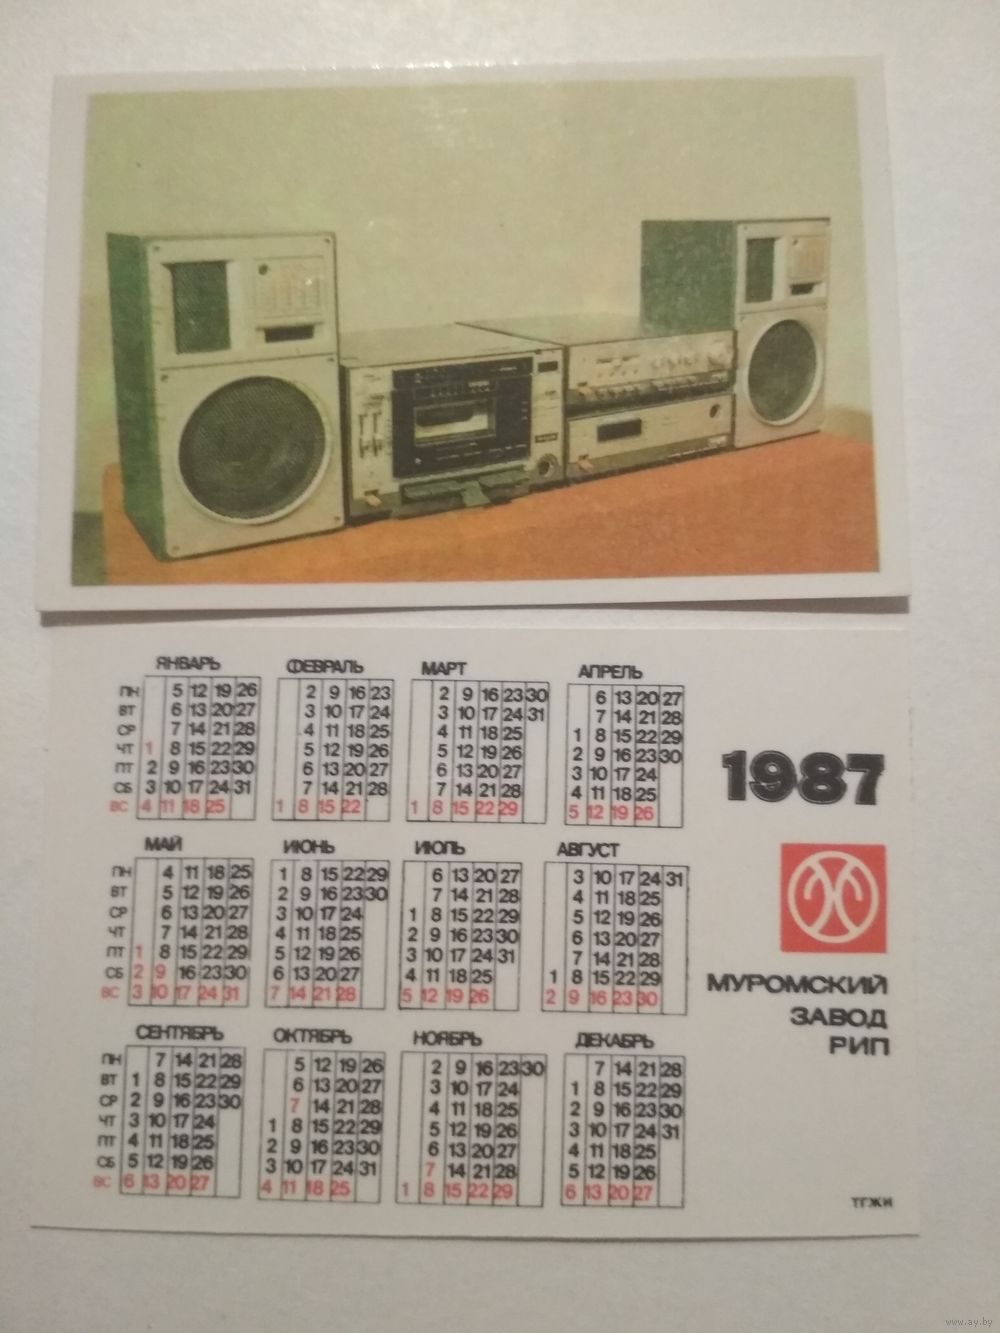 ЯНВАРЬ ФЕВРАЛЬ МАРТ АПРЕЛЬ
ПН 5 12 19 26 2 9 16 23 2 9 16 23 30 6 13 20 27
ВТ 6 13 20 27 3 10 17 24 3 10 17 24 31 7 14 21 28
СР 7 14 21 28 4 11 18 25 4 11 18 25 1 8 15 22 29
ЧТ 1 8 15 22 29 5 12 19 26 5 12 19 26 2 9 16 23 30
ПТ 2 9 16 23 30 6 13 20 27 6 13 20 27 3 10 17 24
СБ 3 10 17 24 31 7 14 21 28 7 14 21 28 4 11 18 25
ВС 4 11 18 25 1 8 15 22 1 8 15 22 29 5 12 19 26
1987
МАЙ ИЮНЬ ИЮЛЬ АВГУСТ
ПН 4 11 18 25 1 8 15 22 29 6 13 20 27 3 10 17 24 31
ВТ 5 12 19 26 2 9 16 23 30 7 14 21 28 4 11 18 25
СР 6 13 20 27 3 10 17 24 1 8 15 22 29 5 12 19 26
ЧТ 7 14 21 28 4 11 18 25 2 9 16 23 30 6 13 20 27
ПТ 1 8 15 22 29 5 12 19 26 3 10 17 24 31 7 14 21 28
СБ 2 9 16 23 30 6 13 20 27 4 11 18 25 1 8 15 22 29
ВС 3 10 17 24 31 7 14 21 28 5 12 19 26 2 9 16 23 30
МУРОМСКИЙ
ЗАВОД
РИП
СЕНТЯБРЬ ОКТЯБРЬ НОЯБРЬ ДЕКАБРЬ
ПН 7 14 21 28 5 12 19 26 2 9 16 23 30 7 14 21 28
ВТ 1 8 15 22 29 6 13 20 27 3 10 17 24 1 8 15 22 29
СР 2 9 16 23 30 7 14 21 28 4 11 18 25 2 9 16 23 30
ЧТ 3 10 17 24 1 8 15 22 29 5 12 19 26 3 10 17 24 31
ПТ 4 11 18 25 2 9 16 23 30 6 13 20 27 4 11 18 25
СБ 5 12 19 26 3 10 17 24 31 7 14 21 28 5 12 19 26
ВС 6 13 20 27 4 11 18 25 1 8 15 22 29 6 13 20 27
ТГЖИ
www.ay.by